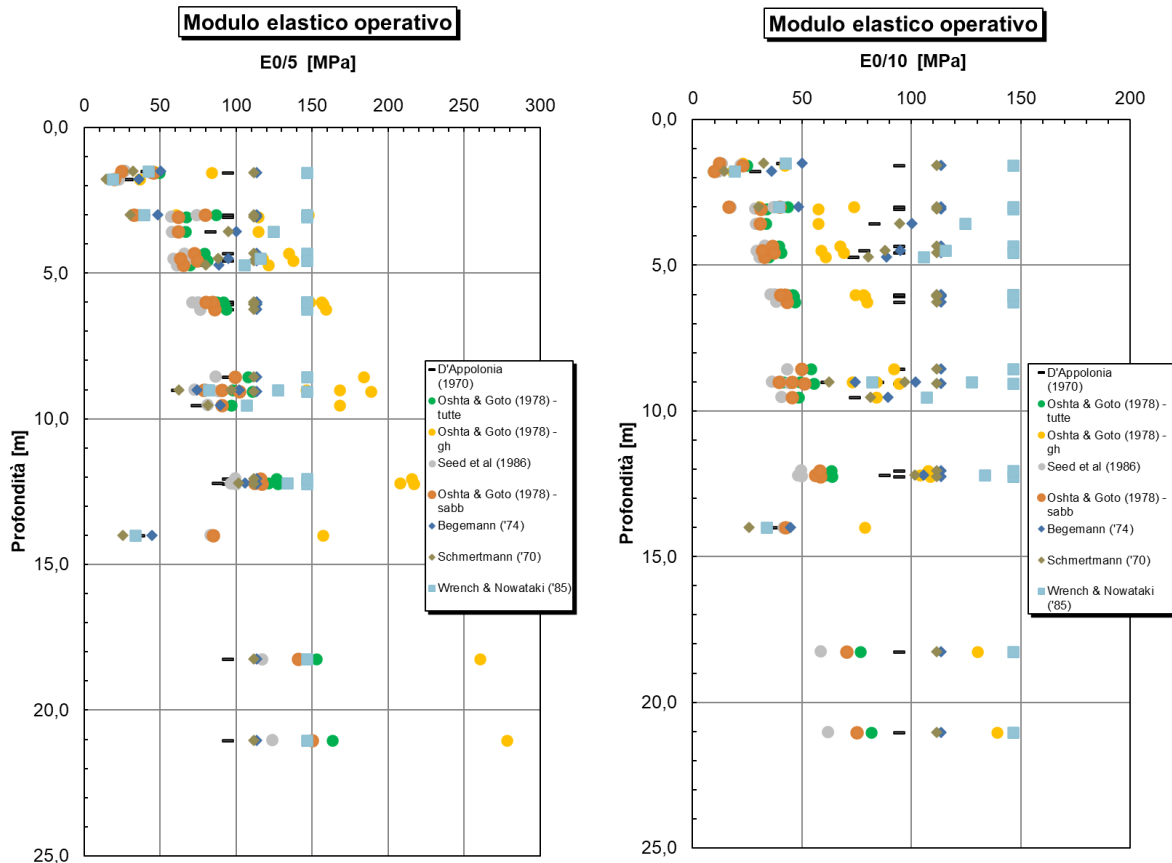 Modulo elastico operativo
E0/5 [MPa]
0 50 100 150 200 250 300
0,0
5,0
10,0
15,0
20,0
25,0
Profondità [m]
D'Appolonia
(1970)
Oshta & Goto (1978) -
tutte
Oshta & Goto (1978) -
gh
Seed et al (1986)
Oshta & Goto (1978) -
sabb
Begemann ('74)
Schmertmann ('70)
Wrench & Nowataki ('85)
Modulo elastico operativo
E0/10 [MPa]
0 50 100 150 200
0,0
5,0
10,0
15,0
20,0
25,0
Profondità [m]
D'Appolonia
(1970)
Oshta & Goto (1978) -
tutte
Oshta & Goto (1978) -
gh
Seed et al (1986)
Oshta & Goto (1978) -
sabb
Begemann ('74)
Schmertmann ('70)
Wrench & Nowataki
('85)